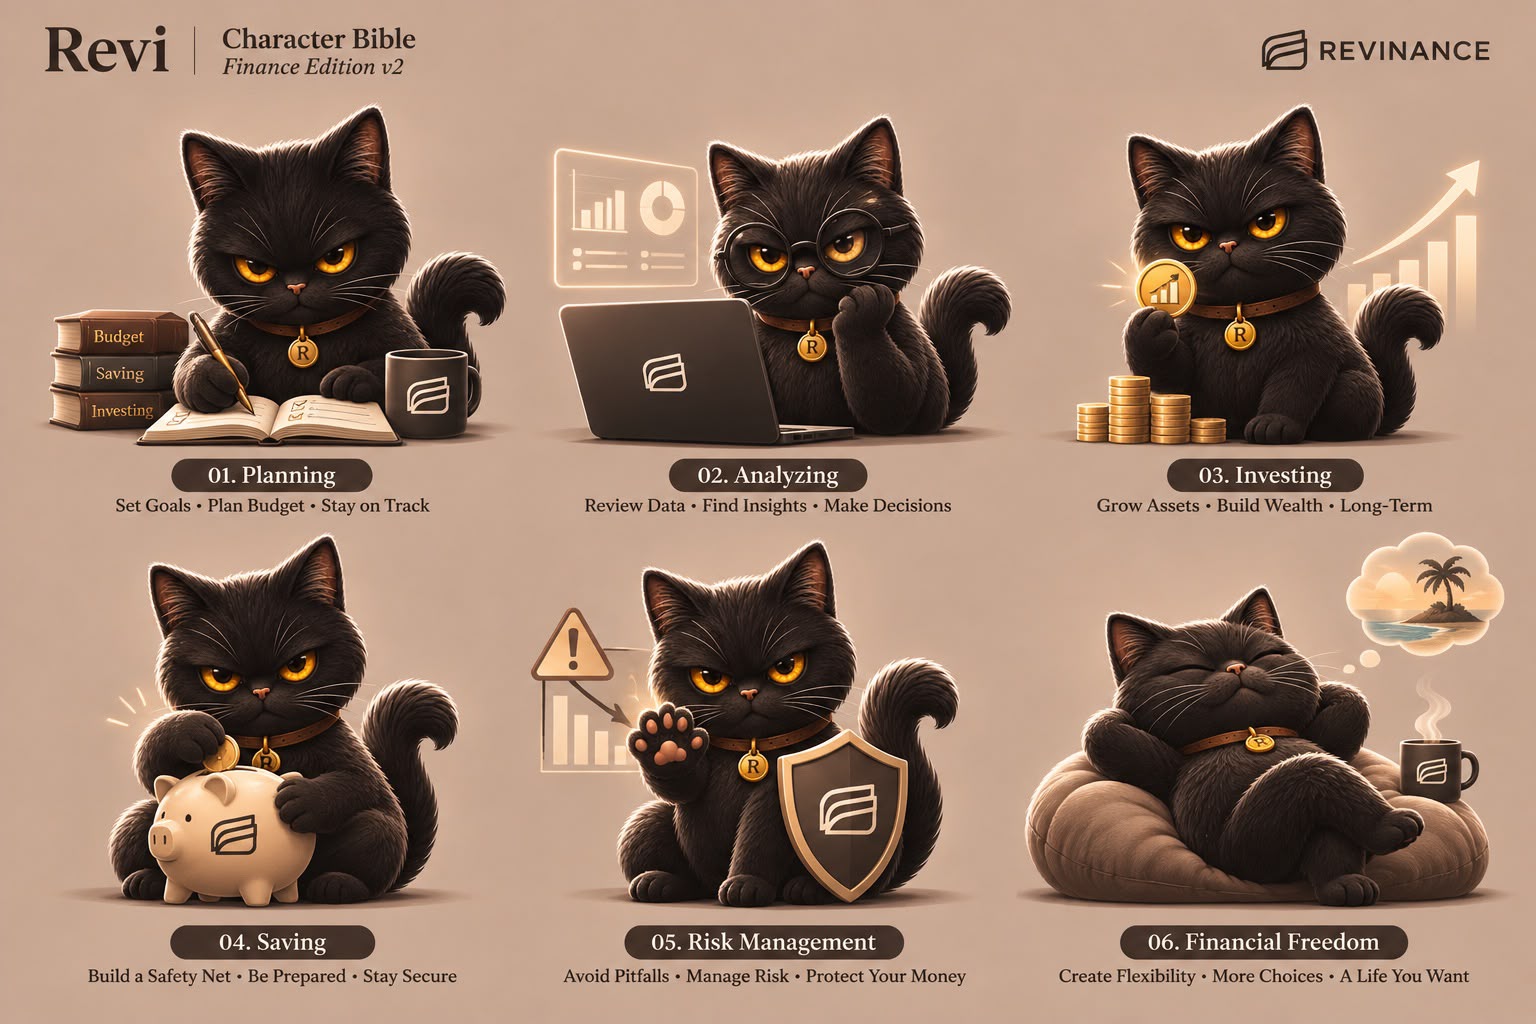 Revi
Character Bible
Finance Edition v2
REVINANCE
Budget
Saving
Investing
R
01. Planning
Set Goals • Plan Budget • Stay on Track
R
02. Analyzing
Review Data • Find Insights • Make Decisions
R
03. Investing
Grow Assets • Build Wealth • Long-Term
R
04. Saving
Build a Safety Net • Be Prepared • Stay Secure
!
R
05. Risk Management
Avoid Pitfalls • Manage Risk • Protect Your Money
R
06. Financial Freedom
Create Flexibility • More Choices • A Life You Want